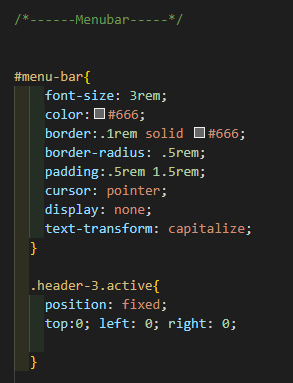 /*------Menubar-----*/
#menu-bar{
font-size: 3rem;
color:#666;
border:.1rem solid #666;
border-radius: .5rem;
padding:.5rem 1.5rem;
cursor: pointer;
display: none;
text-transform: capitalize;
}
.header-3.active{
position: fixed;
top:0; left: 0; right: 0;
}